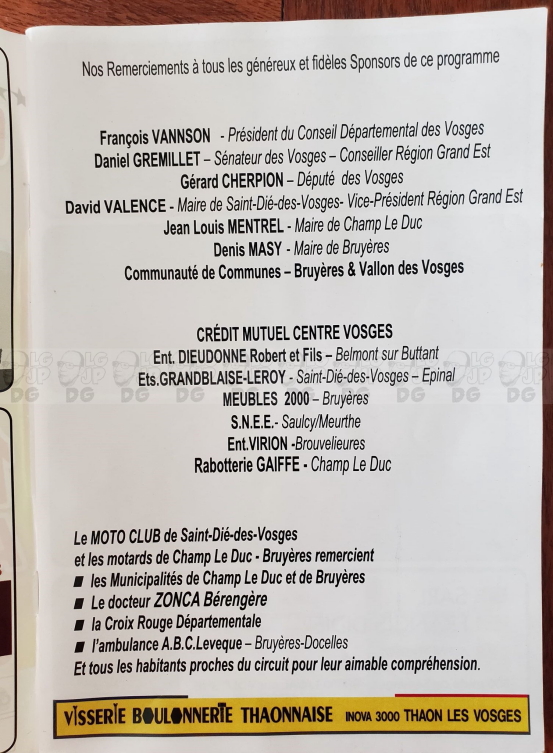 Nos Remerciements à tous les généreux et fidèles Sponsors de ce programme
François VANNSON - Président du Conseil Départemental des Vosges
Daniel GREMILLET – Sénateur des Vosges – Conseiller Région Grand Est
Gérard CHERPION – Député des Vosges
David VALENCE - Maire de Saint-Dié-des-Vosges- Vice-Président Région Grand Est
Jean Louis MENTREL - Maire de Champ Le Duc
Denis MASY - Maire de Bruyères
Communauté de Communes – Bruyères & Vallon des Vosges
CRÉDIT MUTUEL CENTRE VOSGES
Ent. DIEUDONNE Robert et Fils – Belmont sur Buttant
Ets.GRANDBLAISE-LEROY - Saint-Dié-des-Vosges – Epinal
MEUBLES 2000 – Bruyères
S.N.E.E.- Saulcy/Meurthe
Ent.VIRION -Brouvelieures
Rabotterie GAIFFE - Champ Le Duc
Le MOTO CLUB de Saint-Dié-des-Vosges
et les motards de Champ Le Duc - Bruyères remercient
■ les Municipalités de Champ Le Duc et de Bruyères
■ Le docteur ZONCA Bérengère
■ la Croix Rouge Départementale
■ l'ambulance A.B.C.Leveque – Bruyères-Docelles
Et tous les habitants proches du circuit pour leur aimable compréhension.
VISSERIE BOULONNERIE THAONNAISE INOVA 3000 THAON LES VOSGES